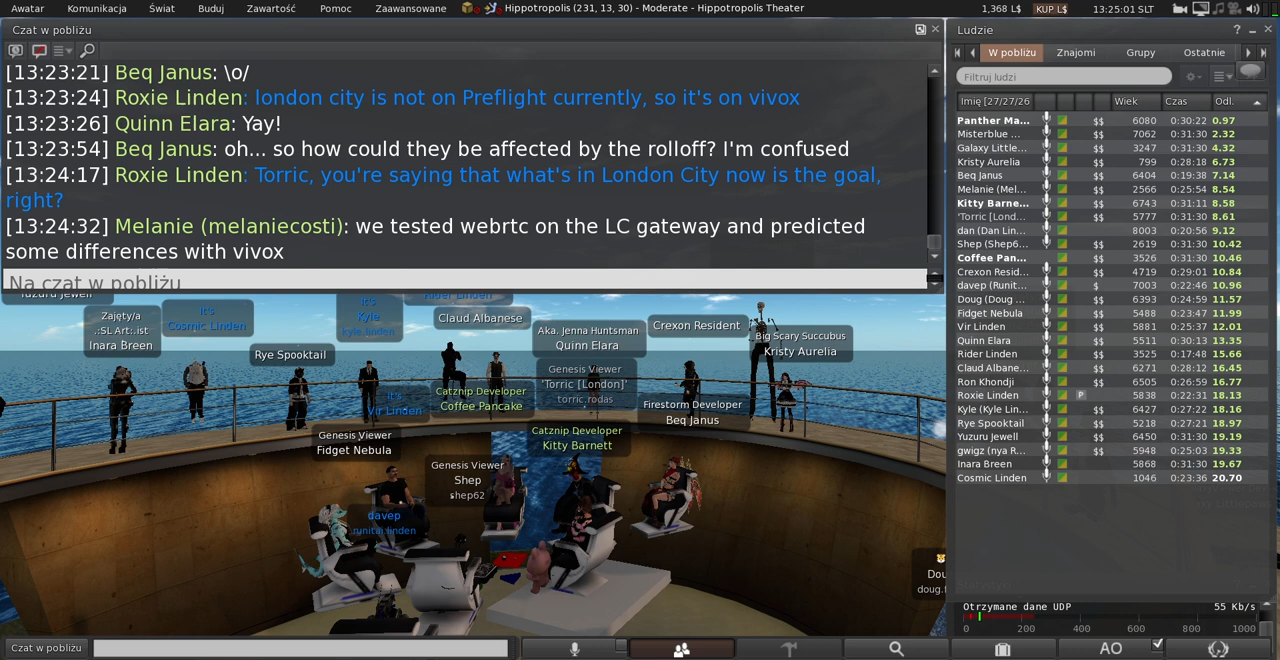 Awatar Komunikacja Świat Buduj Zawartość Pomoc Zaawansowane Hippotropolis (231, 13, 30) - Moderate - Hippotropolis Theater 1,368 L$ KUP L$ 13:25:01 SLT
Czat w pobliżu
[13:23:21] Beq Janus: \o/
[13:23:24] Roxie Linden: london city is not on Preflight currently, so it's on vivox
[13:23:26] Quinn Elara: Yay!
[13:23:54] Beq Janus: oh... so how could they be affected by the rolloff? I'm confused
[13:24:17] Roxie Linden: Torric, you're saying that what's in London City now is the goal,
right?
[13:24:32] Melanie (melaniecosti): we tested webrtc on the LC gateway and predicted
some differences with vivox
Na czat w pobliżu
Yuzuru Jewell
Zajęty/a
.:SL Art:.ist
Inara Breen
It's
Cosmic Linden
It's
Kyle
kyle.linden
Rider Linden
Claud Albanese
Aka. Jenna Huntsman
Quinn Elara
Crexon Resident
Big Scary Succubus
Kristy Aurelia
Rye Spooktail
It's
Vir Linden
Catznip Developer
Coffee Pancake
Genesis Viewer
'Torric [London]'
torric.rodas
Firestorm Developer
Beq Janus
Genesis Viewer
Fidget Nebula
Catznip Developer
Kitty Barnett
Genesis Viewer
Shep
shep62
davep
runitai.linden
Dou
doug.f
Ludzie
W pobliżu Znajomi Grupy Ostatnie
Filtruj ludzi
Imię [27/27/26 Wiek Czas Odl.
Panther Ma... $$ 6080 0:30:22 0.97
Misterblue ... $$ 7062 0:31:30 2.32
Galaxy Little... $$ 3247 0:31:30 4.32
Kristy Aurelia $$ 799 0:28:18 6.73
Beq Janus $$ 6404 0:19:38 7.14
Melanie (Mel... $$ 2566 0:25:54 8.54
Kitty Barne... $$ 6743 0:31:11 8.58
'Torric [Lond... $$ 5777 0:31:30 8.61
dan (Dan Lin... 8003 0:20:56 9.12
Shep (Shep6... $$ 2619 0:31:30 10.42
Coffee Pan... $$ 3526 0:31:30 10.46
Crexon Resid... $$ 4719 0:29:01 10.84
davep (Runit... $ 7003 0:22:46 10.96
Doug (Doug ... $$ 6393 0:24:59 11.57
Fidget Nebula $$ 5488 0:23:47 11.99
Vir Linden $$ 5881 0:25:37 12.01
Quinn Elara $$ 5511 0:30:13 13.35
Rider Linden $$ 3525 0:17:48 15.66
Claud Albane... $$ 6271 0:28:12 16.45
Ron Khondji $$ 6505 0:26:59 16.77
Roxie Linden P 5838 0:22:31 18.13
Kyle (Kyle Lin... $$ 6427 0:27:22 18.16
Rye Spooktail $$ 5218 0:27:21 18.97
Yuzuru Jewell $$ 6450 0:31:30 19.19
gwigz (nya R... $$ 5948 0:25:03 19.33
Inara Breen 5868 0:31:30 19.67
Cosmic Linden 1046 0:23:36 20.70
Otrzymane dane UDP 55 Kb/s
0 200 400 600 800 1000
Czat w pobliżu AO